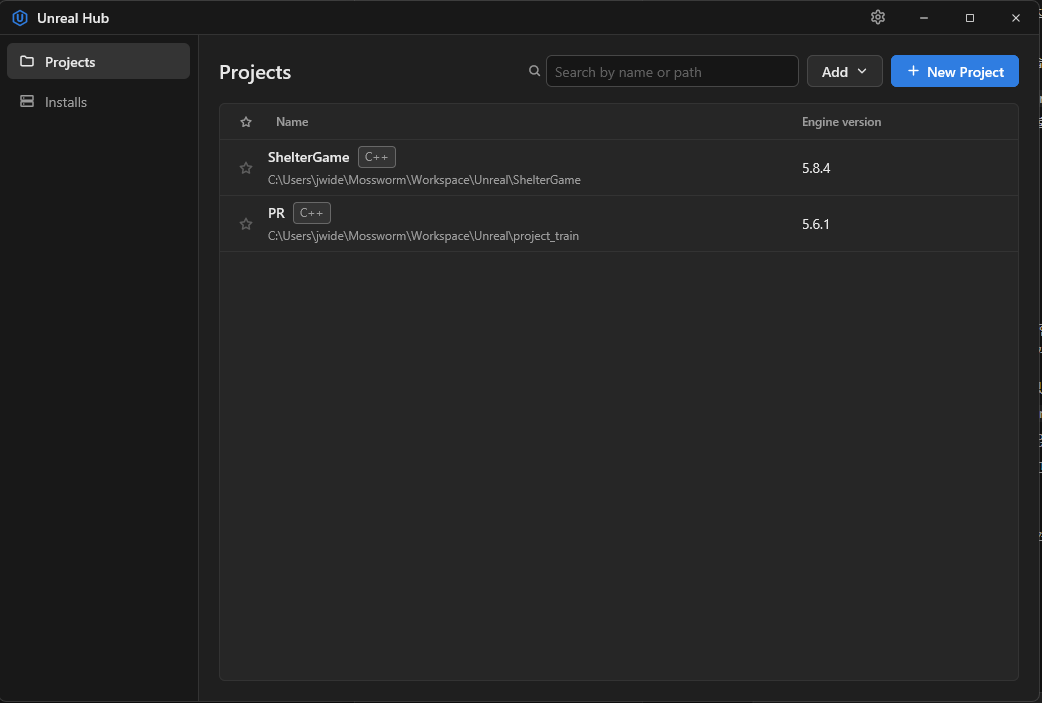 Unreal Hub
Projects
Installs
Projects
Search by name or path
Add
New Project
Name
Engine version
ShelterGame C++
C:\Users\jwide\Mossworm\Workspace\Unreal\ShelterGame
5.8.4
PR C++
C:\Users\jwide\Mossworm\Workspace\Unreal\project_train
5.6.1